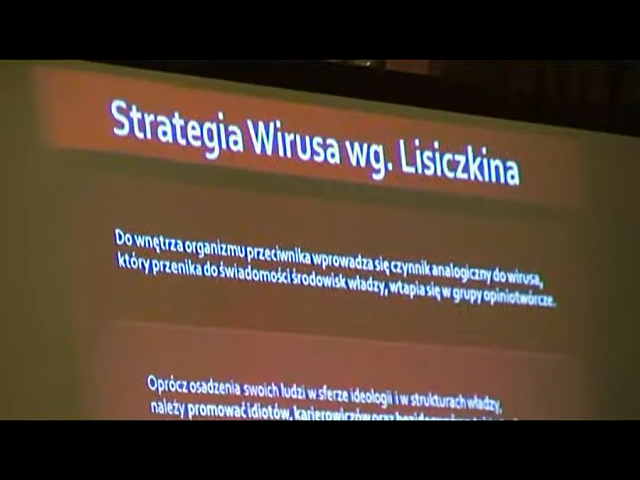 Strategia Wirusa wg. Lisiczkina
Do wnętrza organizmu przeciwnika wprowadza się czynnik analogiczny do wirusa,
który przenika do świadomości środowisk władzy, wtapia się w grupy opiniotwórcze.
Oprócz osadzenia swoich ludzi w sferze ideologii i w strukturach władzy,
należy promować idiotów, karierowiczów oraz